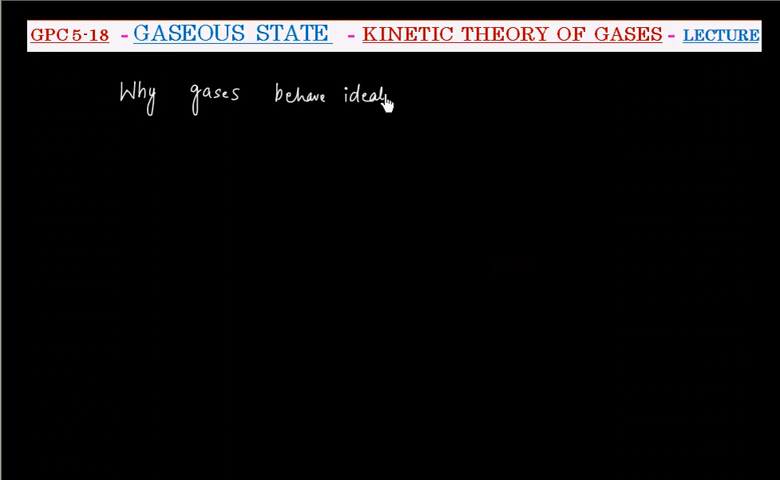 GPC 5-18 - GASEOUS STATE - KINETIC THEORY OF GASES - LECTURE
Why gases behave ideal